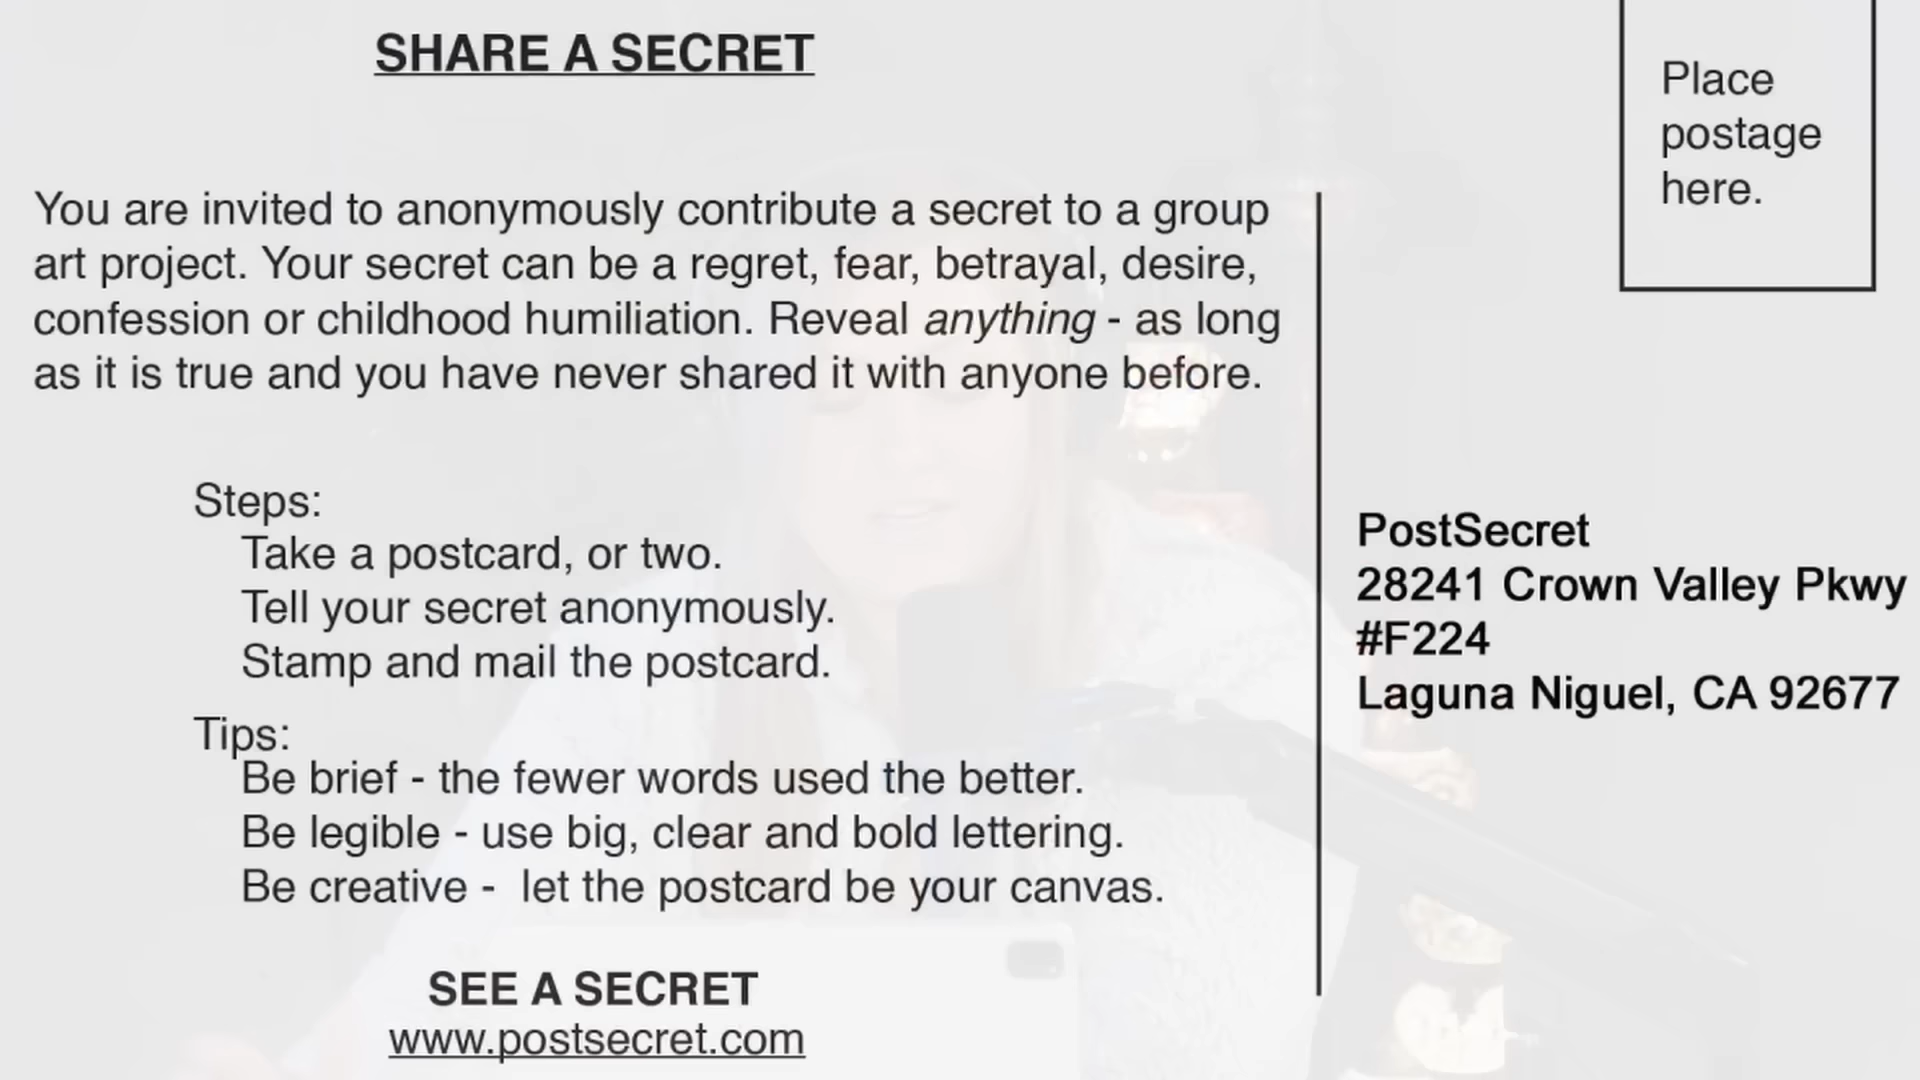 SHARE A SECRET
Place
postage
here.
You are invited to anonymously contribute a secret to a group
art project. Your secret can be a regret, fear, betrayal, desire,
confession or childhood humiliation. Reveal anything - as long
as it is true and you have never shared it with anyone before.
Steps:
Take a postcard, or two.
Tell your secret anonymously.
Stamp and mail the postcard.
Tips:
Be brief - the fewer words used the better.
Be legible - use big, clear and bold lettering.
Be creative -  let the postcard be your canvas.
SEE A SECRET
www.postsecret.com
PostSecret
28241 Crown Valley Pkwy
#F224
Laguna Niguel, CA 92677